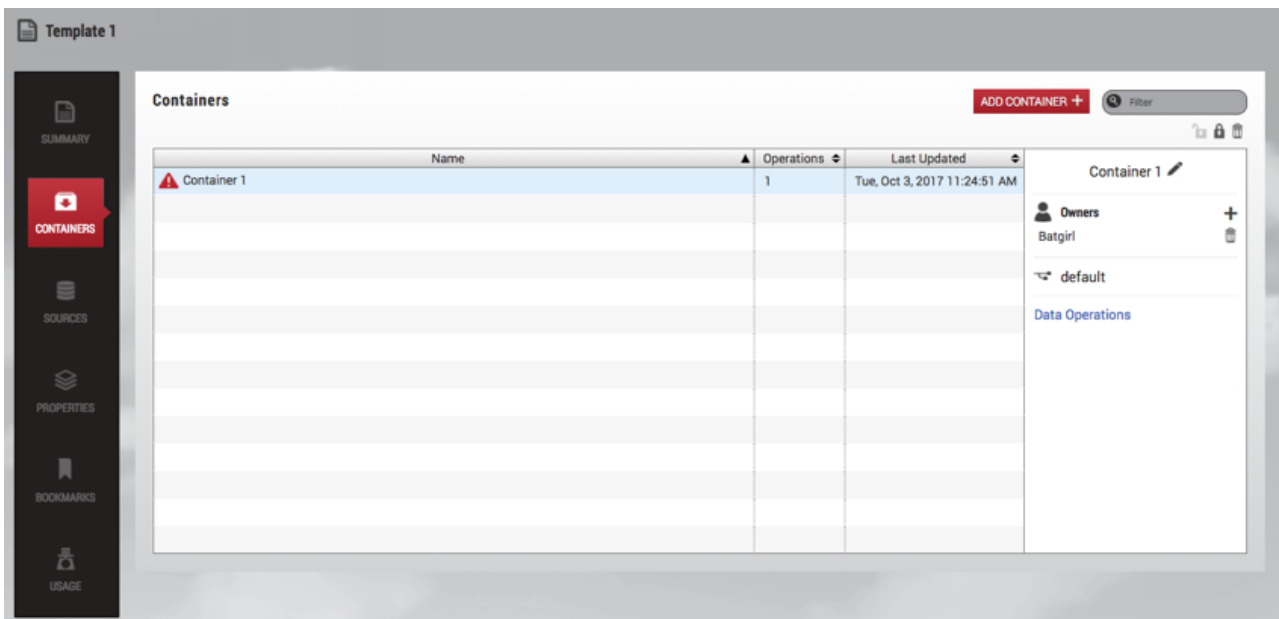 Template 1
SUMMARY
CONTAINERS
SOURCES
PROPERTIES
BOOKMARKS
USAGE
Containers
ADD CONTAINER +
Filter
Name Operations Last Updated
Container 1 1 Tue, Oct 3, 2017 11:24:51 AM
Container 1
Owners
Batgirl
default
Data Operations